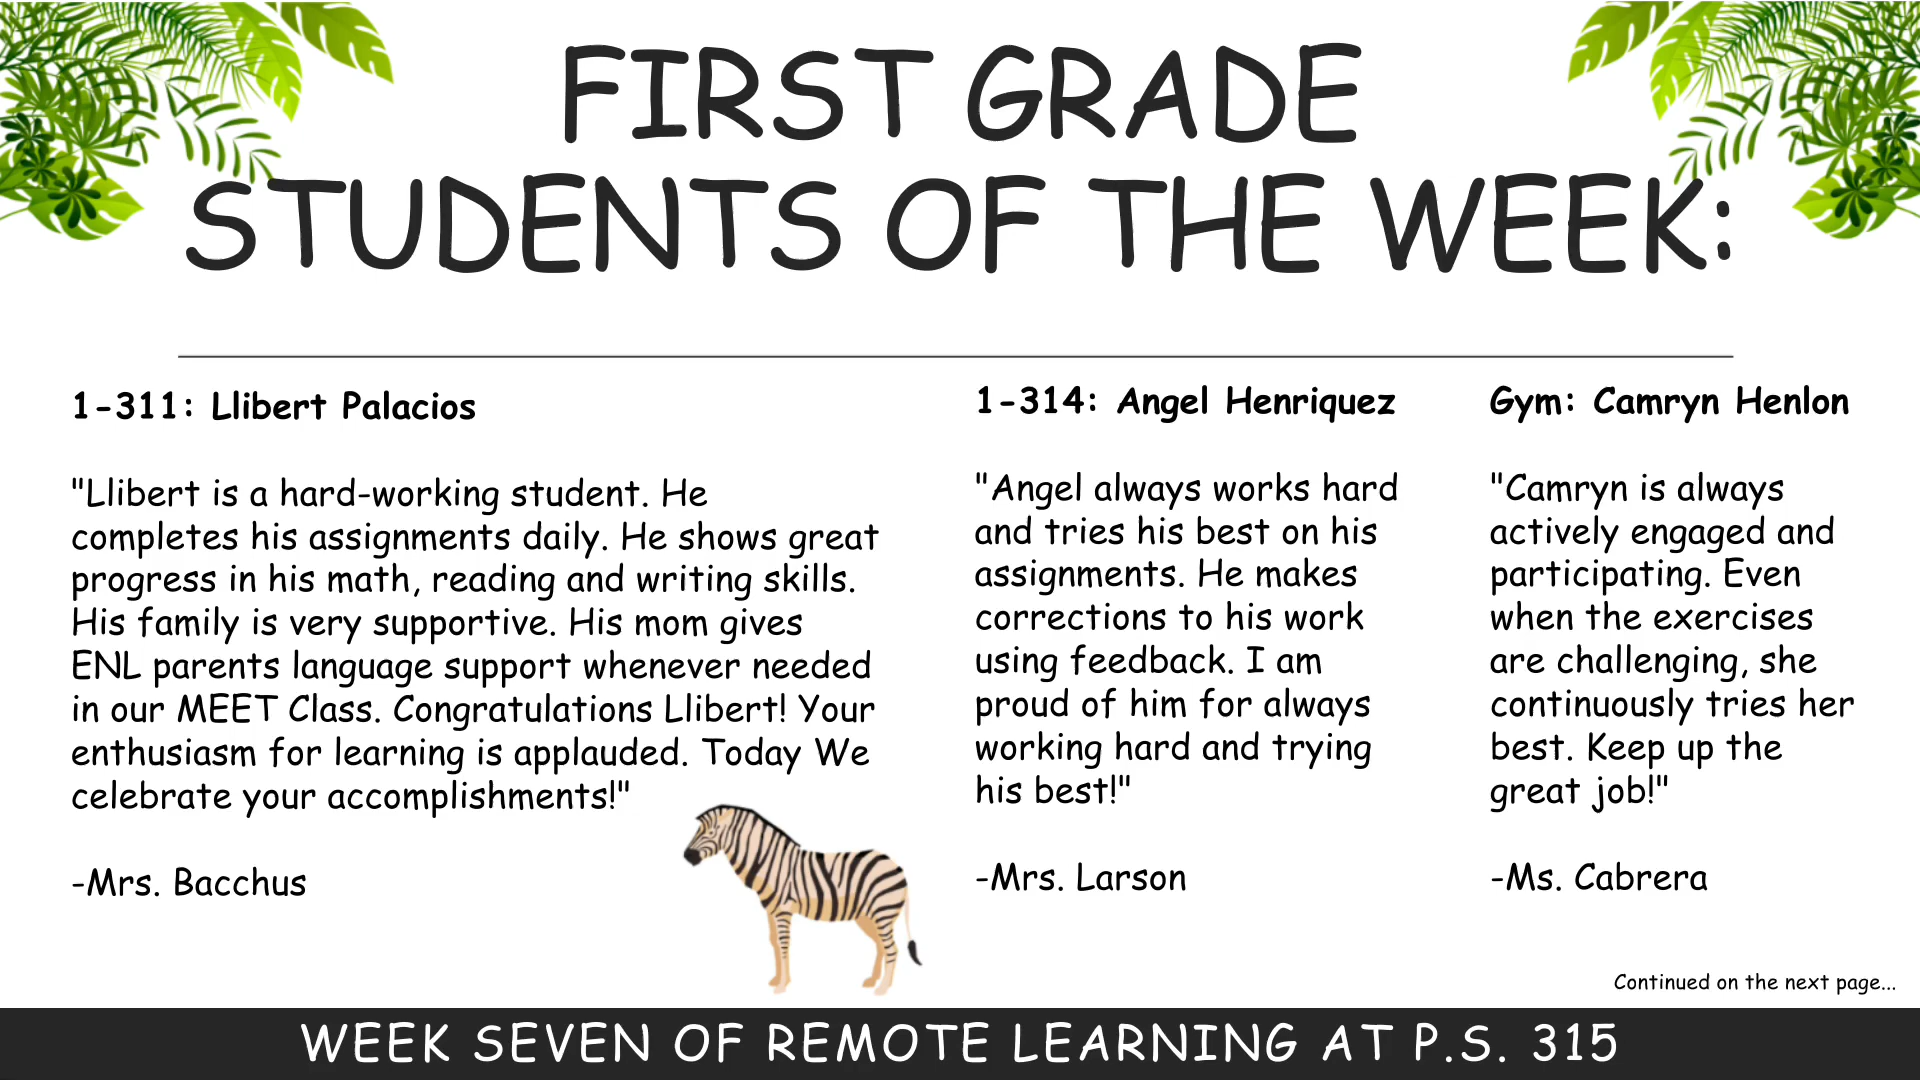 FIRST GRADE
STUDENTS OF THE WEEK:
1-311: Llibert Palacios
"Llibert is a hard-working student. He
completes his assignments daily. He shows great
progress in his math, reading and writing skills.
His family is very supportive. His mom gives
ENL parents language support whenever needed
in our MEET Class. Congratulations Llibert! Your
enthusiasm for learning is applauded. Today We
celebrate your accomplishments!"
-Mrs. Bacchus
1-314: Angel Henriquez
"Angel always works hard
and tries his best on his
assignments. He makes
corrections to his work
using feedback. I am
proud of him for always
working hard and trying
his best!"
-Mrs. Larson
Gym: Camryn Henlon
"Camryn is always
actively engaged and
participating. Even
when the exercises
are challenging, she
continuously tries her
best. Keep up the
great job!"
-Ms. Cabrera
Continued on the next page...
WEEK SEVEN OF REMOTE LEARNING AT P.S. 315